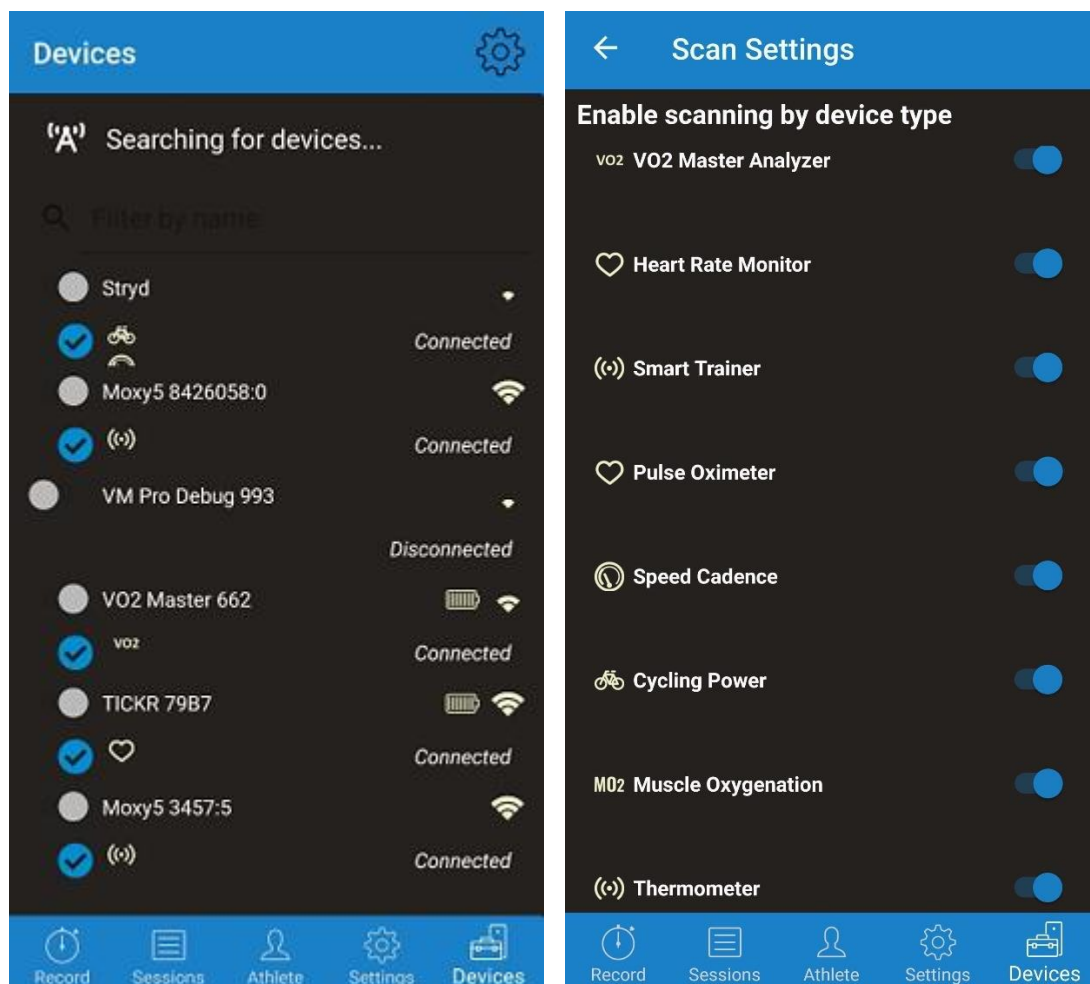 Devices
Searching for devices...
Filter by name
Stryd
Connected
Moxy5 8426058:0
Connected
VM Pro Debug 993
Disconnected
VO2 Master 662
VO2
Connected
TICKR 79B7
Connected
Moxy5 3457:5
Connected
Record Sessions Athlete Settings Devices
Scan Settings
Enable scanning by device type
VO2 VO2 Master Analyzer
Heart Rate Monitor
Smart Trainer
Pulse Oximeter
Speed Cadence
Cycling Power
MO2 Muscle Oxygenation
Thermometer
Record Sessions Athlete Settings Devices